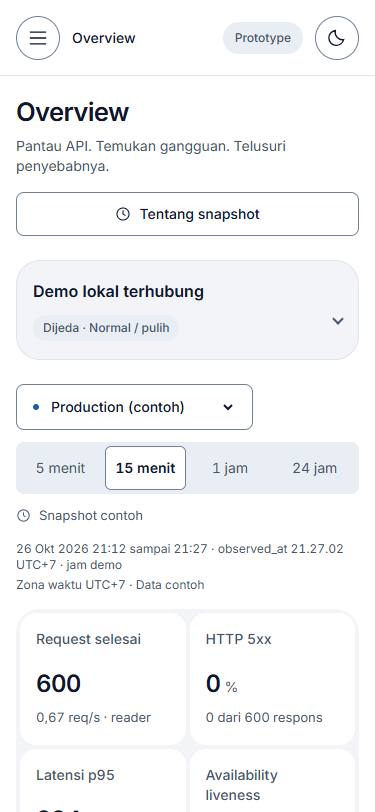 Overview
Prototype
Overview
Pantau API. Temukan gangguan. Telusuri
penyebabnya.
Tentang snapshot
Demo lokal terhubung
Dijeda · Normal / pulih
Production (contoh)
5 menit
15 menit
1 jam
24 jam
Snapshot contoh
26 Okt 2026 21:12 sampai 21:27 · observed_at 21.27.02
UTC+7 · jam demo
Zona waktu UTC+7 · Data contoh
Request selesai
600
0,67 req/s · reader
HTTP 5xx
0 %
0 dari 600 respons
Latensi p95
Availability
liveness